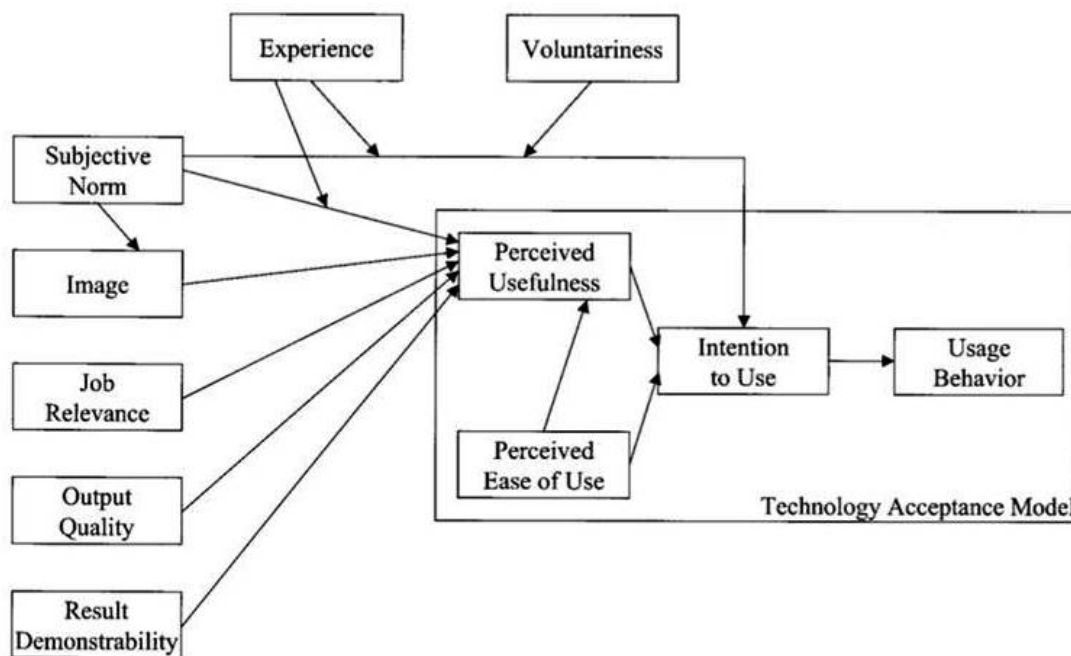 Experience
Voluntariness
Subjective
Norm
Image
Perceived
Usefulness
Intention
to Use
Usage
Behavior
Job
Relevance
Perceived
Ease of Use
Technology Acceptance Model
Output
Quality
Result
Demonstrability